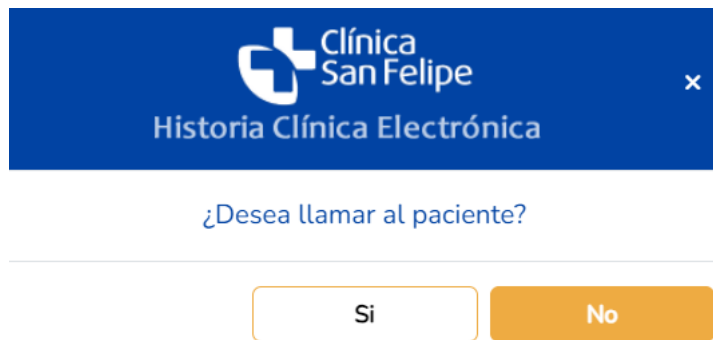 Clínica
San Felipe
Historia Clínica Electrónica
×
¿Desea llamar al paciente?
Si
No